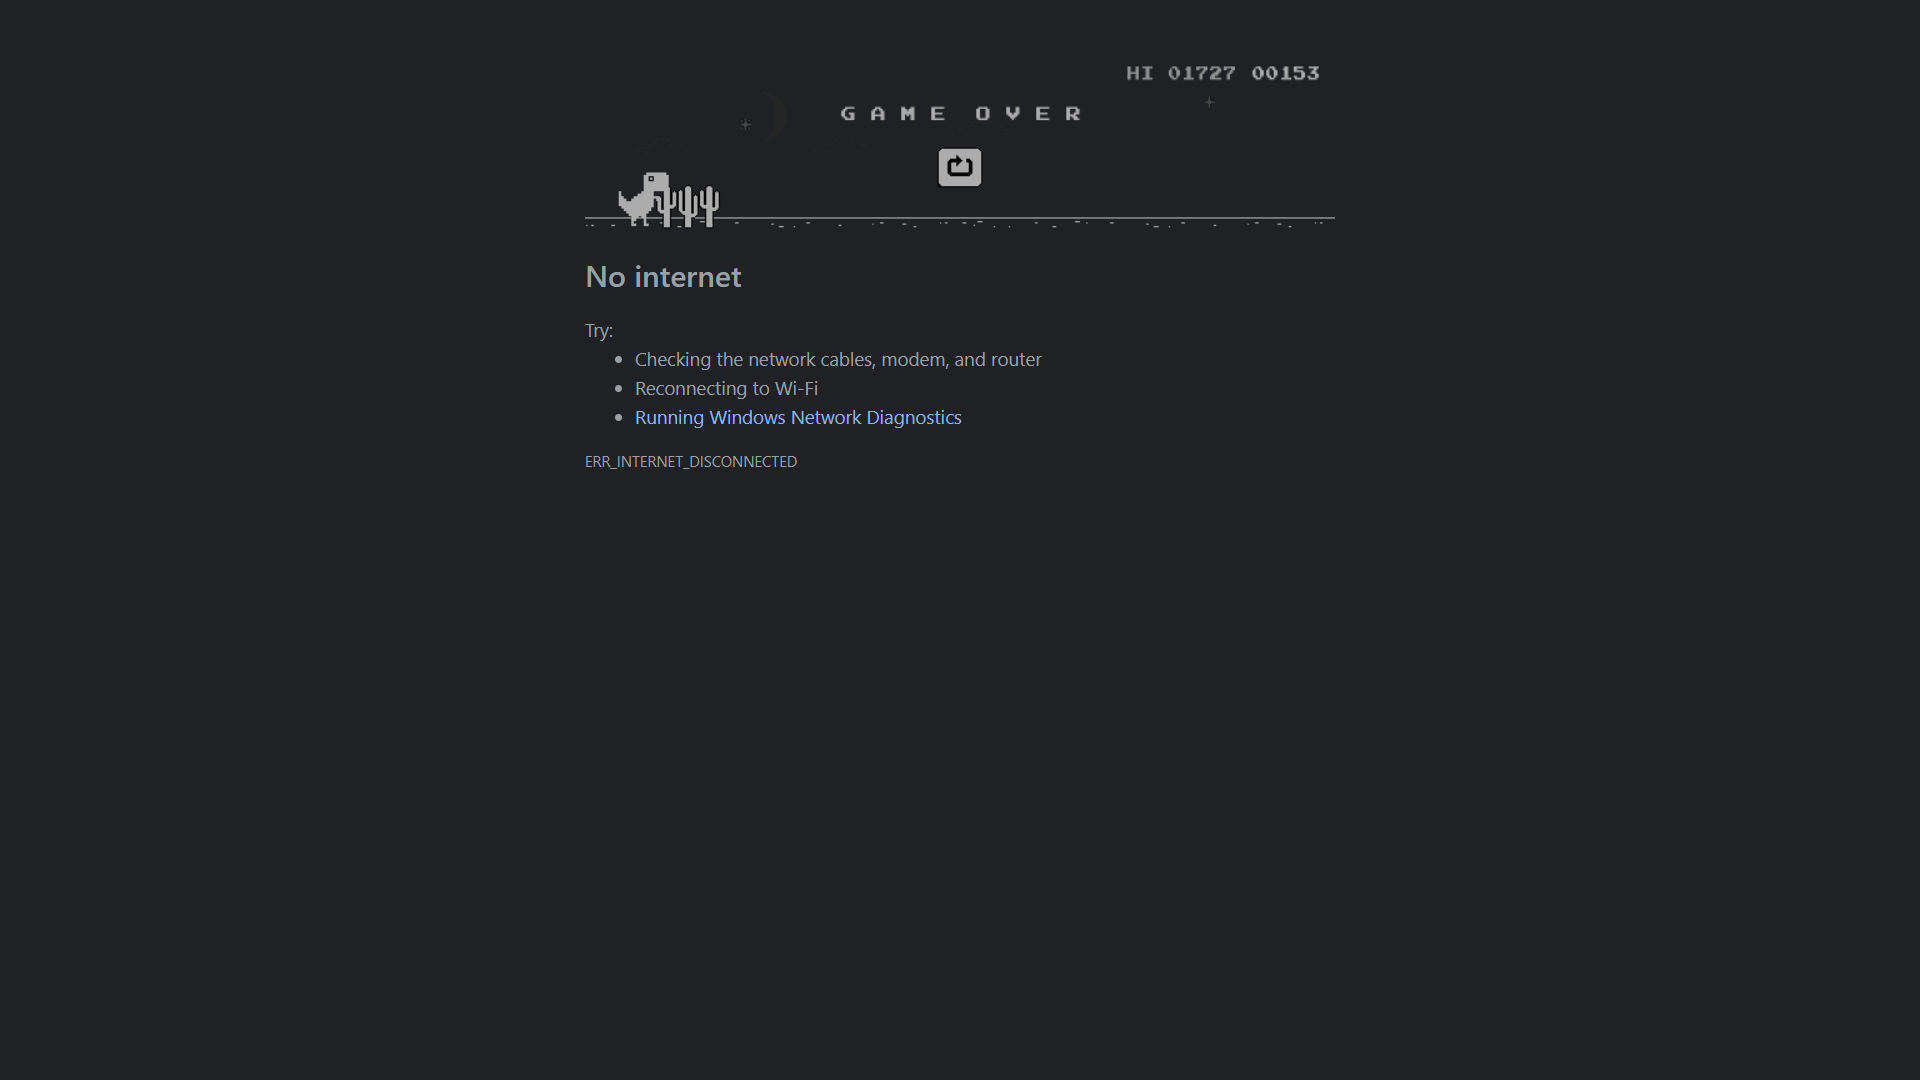 HI 01727 00153
GAME OVER
No internet
Try:
Checking the network cables, modem, and router
Reconnecting to Wi-Fi
Running Windows Network Diagnostics
ERR_INTERNET_DISCONNECTED